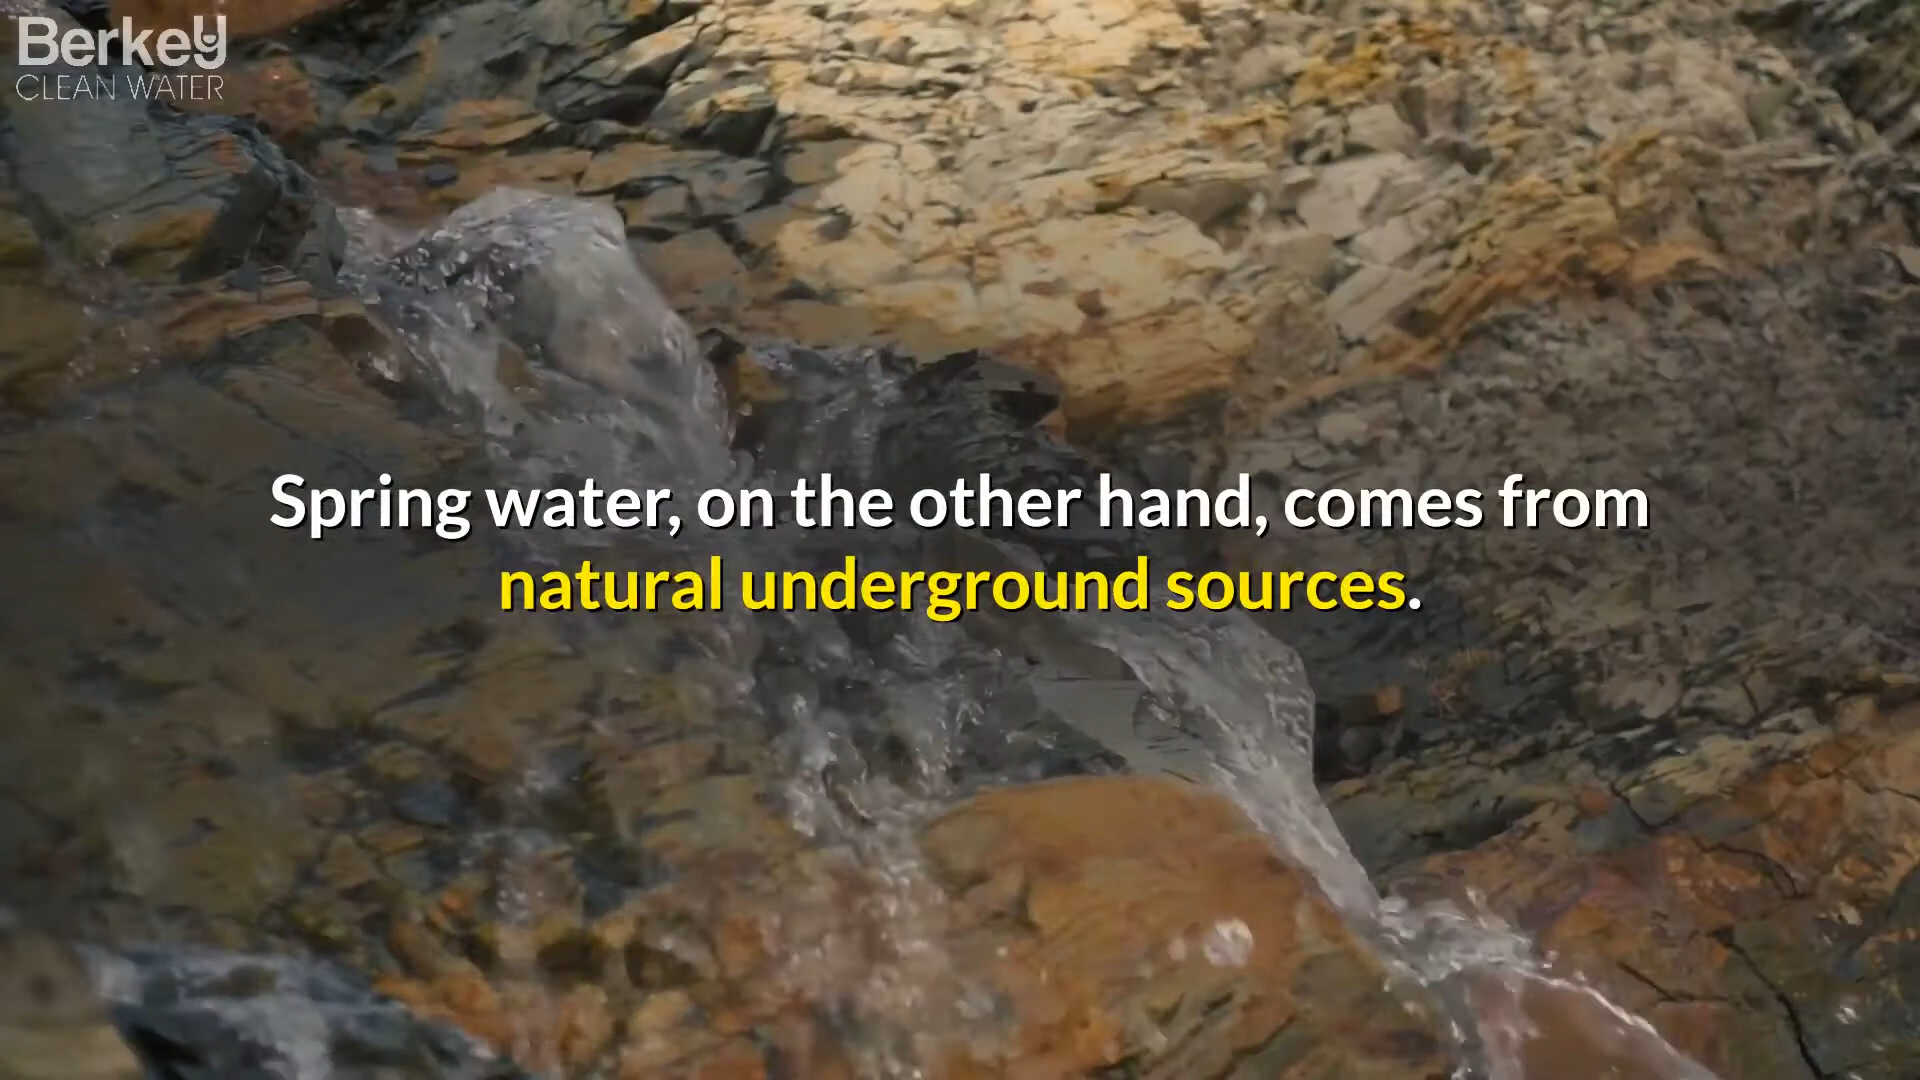 Berkey
CLEAN WATER
Spring water, on the other hand, comes from
natural underground sources.